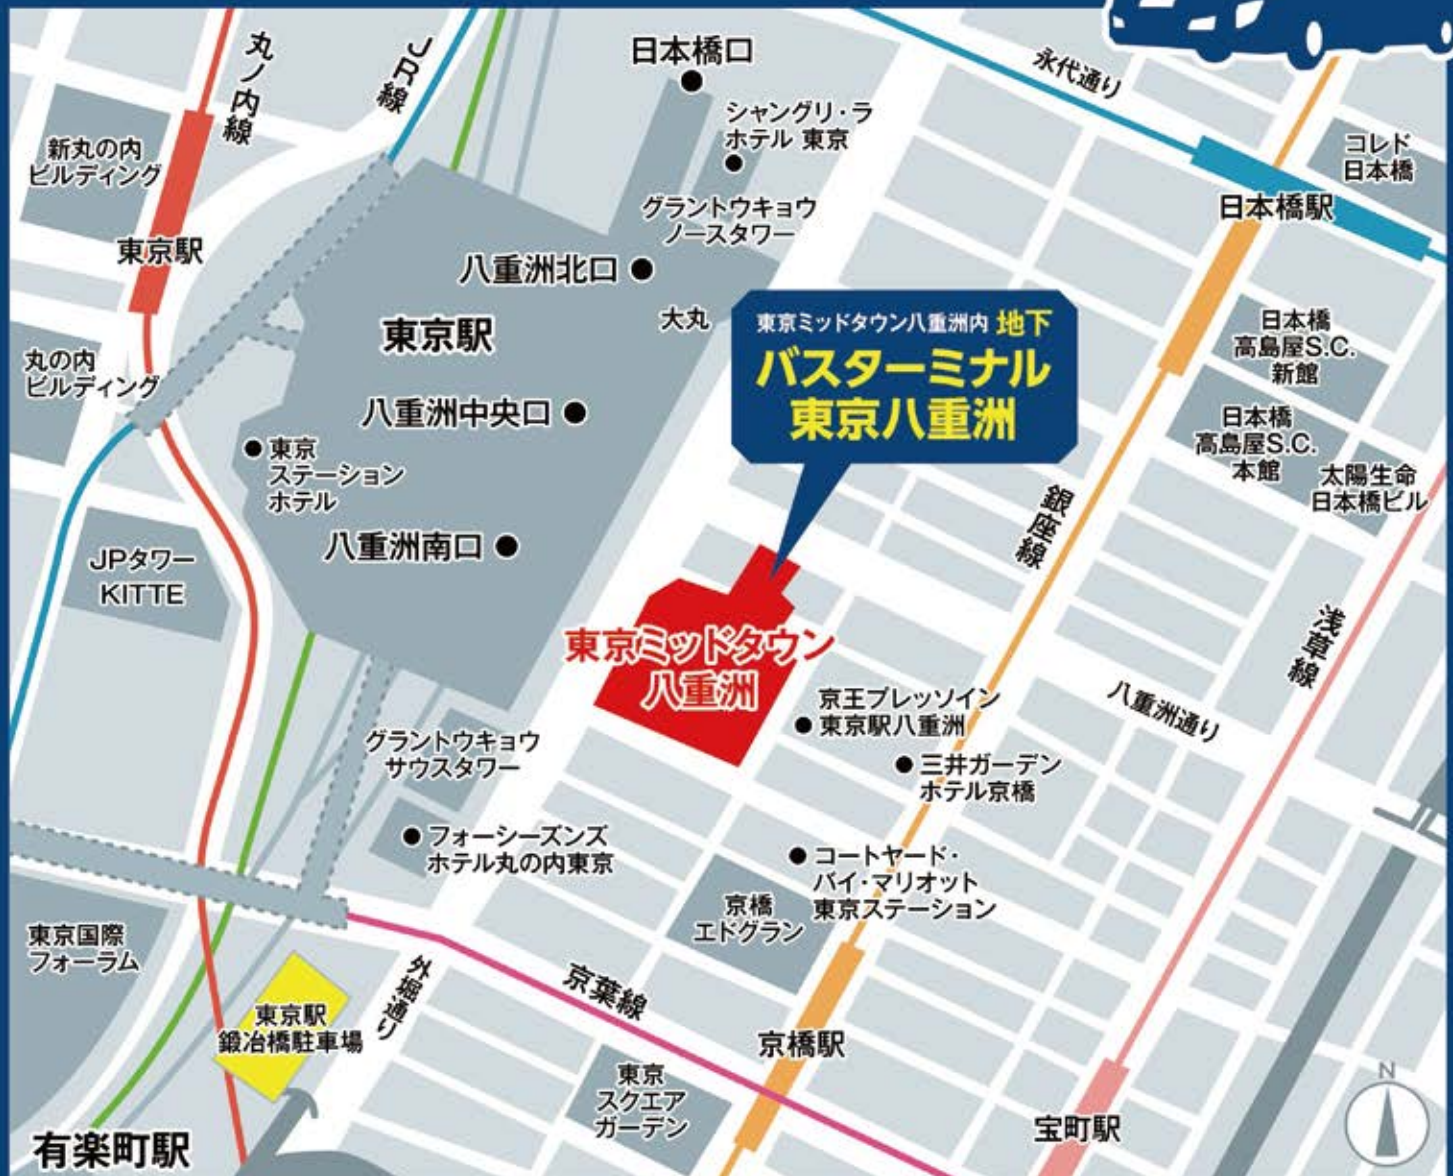 丸ノ内線
JR線
日本橋口
シャングリ・ラ
ホテル 東京
永代通り
コレド
日本橋
新丸の内
ビルディング
東京駅
グラントウキョウ
ノースタワー
日本橋駅
八重洲北口
大丸
東京駅
東京ミッドタウン八重洲内 地下
バスターミナル
東京八重洲
日本橋
高島屋S.C.
新館
丸の内
ビルディング
八重洲中央口
日本橋
高島屋S.C.
本館
東京
ステーション
ホテル
太陽生命
日本橋ビル
銀座線
八重洲南口
JPタワー
KITTE
浅草線
東京ミッドタウン
八重洲
京王プレッソイン
東京駅八重洲
八重洲通り
グラントウキョウ
サウスタワー
三井ガーデン
ホテル京橋
フォーシーズンズ
ホテル丸の内東京
コートヤード・
バイ・マリオット
東京ステーション
京橋
エドグラン
東京国際
フォーラム
外堀通り
京葉線
東京駅
鍛冶橋駐車場
京橋駅
東京
スクエア
ガーデン
宝町駅
N
有楽町駅